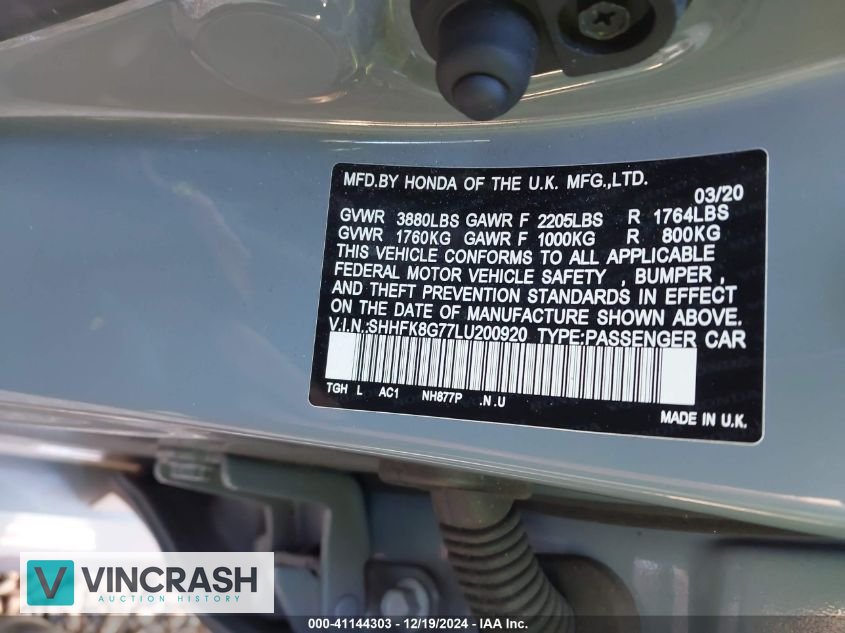 MFD.BY HONDA OF THE U.K. MFG.,LTD.
03/20
GVWR 3880LBS GAWR F 2205LBS R 1764LBS
GVWR 1760KG GAWR F 1000KG R 800KG
THIS VEHICLE CONFORMS TO ALL APPLICABLE
FEDERAL MOTOR VEHICLE SAFETY , BUMPER ,
AND THEFT PREVENTION STANDARDS IN EFFECT
ON THE DATE OF MANUFACTURE SHOWN ABOVE.
V.I.N.:SHHFK8G77LU200920 TYPE:PASSENGER CAR
TGH L AC1 NH877P .N.U
MADE IN U.K.
V VINCRASH
AUCTION HISTORY
000-41144303 - 12/19/2024 - IAA Inc.